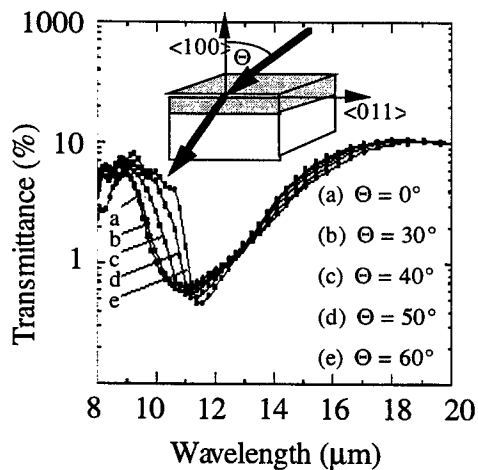 1000
<100>
Θ
<011>
Transmittance (%)
10
1
a
b
c
d
e
(a) Θ = 0°
(b) Θ = 30°
(c) Θ = 40°
(d) Θ = 50°
(e) Θ = 60°
8 10 12 14 16 18 20
Wavelength (μm)